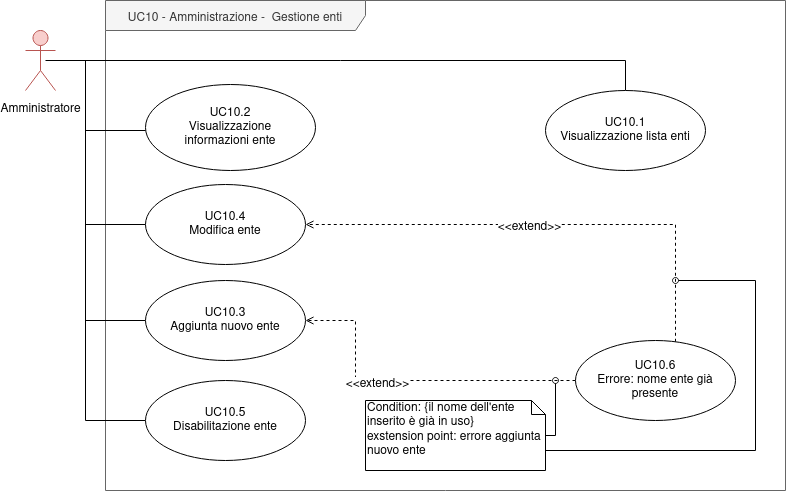 UC10 - Amministrazione - Gestione enti
Amministratore
UC10.2
Visualizzazione
informazioni ente
UC10.1
Visualizzazione lista enti
UC10.4
Modifica ente
<<extend>>
UC10.3
Aggiunta nuovo ente
<<extend>>
UC10.6
Errore: nome ente già
presente
UC10.5
Disabilitazione ente
Condition: {il nome dell'ente
inserito è già in uso}
exstension point: errore aggiunta
nuovo ente